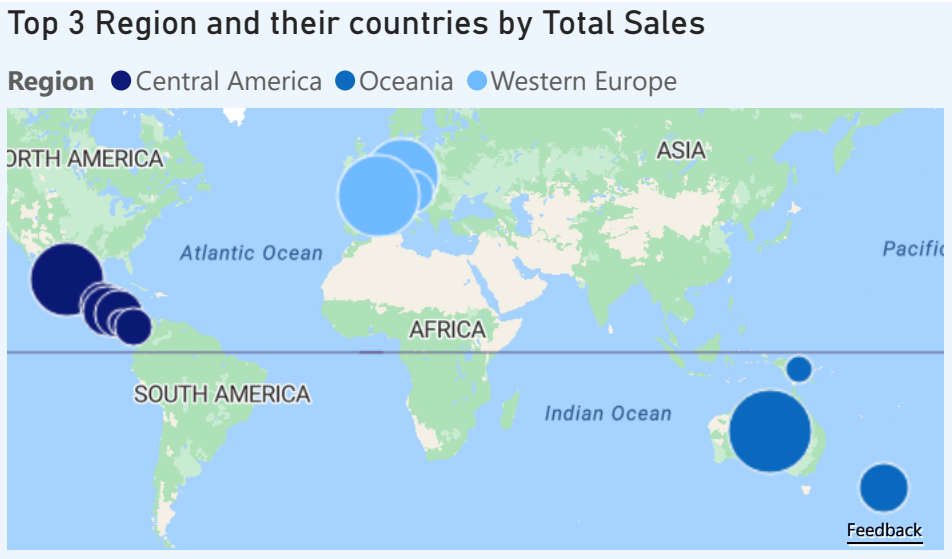 Top 3 Region and their countries by Total Sales
Region Central America Oceania Western Europe
ORTH AMERICA
ASIA
Atlantic Ocean
Pacific
AFRICA
SOUTH AMERICA
Indian Ocean
Feedback